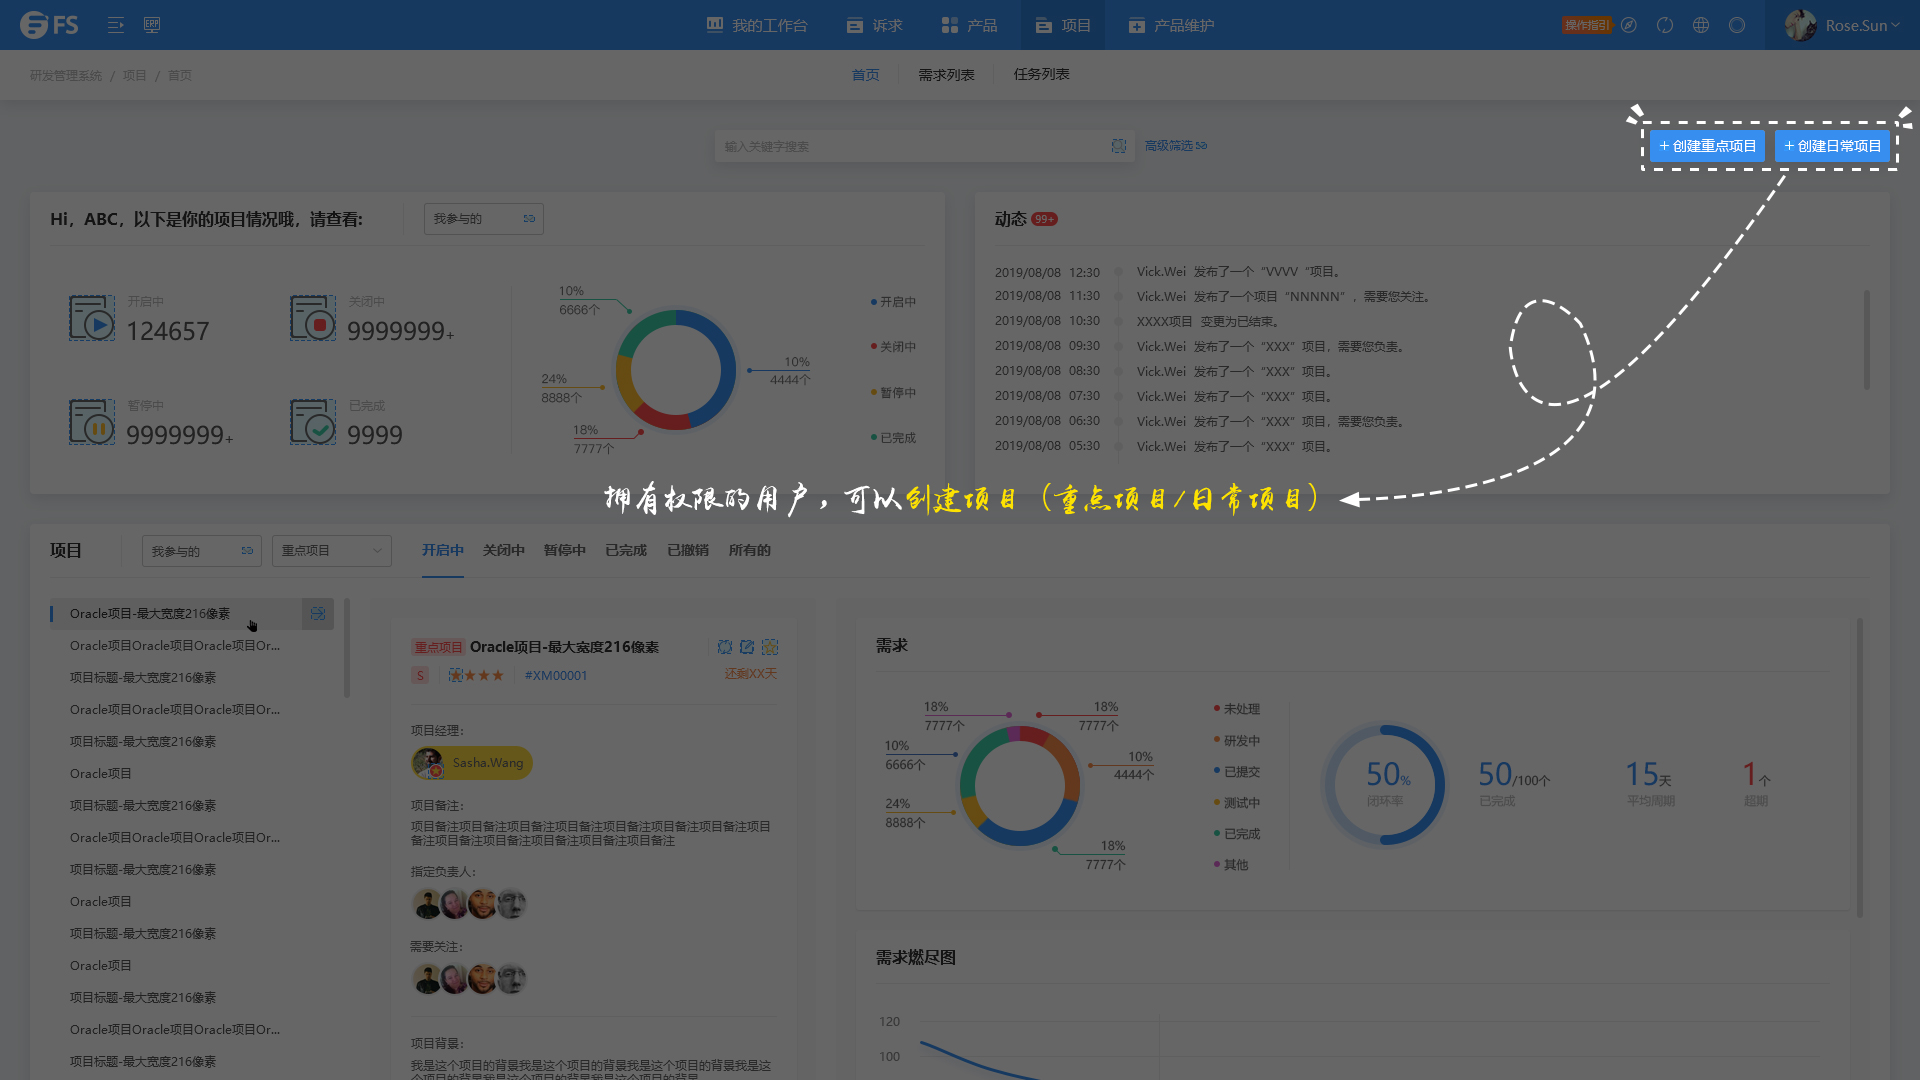 FS
ERP
我的工作台
诉求
产品
项目
产品维护
操作指引
Rose.Sun
研发管理系统 / 项目 / 首页
首页
需求列表
任务列表
输入关键字搜索
高级筛选
+ 创建重点项目
+ 创建日常项目
Hi，ABC，以下是你的项目情况哦，请查看:
我参与的
开启中
124657
关闭中
9999999+
暂停中
9999999+
已完成
9999
10%
6666个
10%
4444个
24%
8888个
18%
7777个
开启中
关闭中
暂停中
已完成
动态 99+
2019/08/08 12:30 Vick.Wei 发布了一个“VVVV “项目。
2019/08/08 11:30 Vick.Wei 发布了一个项目“NNNNN”，需要您关注。
2019/08/08 10:30 XXXX项目 变更为已结束。
2019/08/08 09:30 Vick.Wei 发布了一个“XXX”项目，需要您负责。
2019/08/08 08:30 Vick.Wei 发布了一个“XXX”项目。
2019/08/08 07:30 Vick.Wei 发布了一个“XXX”项目。
2019/08/08 06:30 Vick.Wei 发布了一个“XXX”项目，需要您负责。
2019/08/08 05:30 Vick.Wei 发布了一个“XXX”项目。
拥有权限的用户，可以创建项目（重点项目/日常项目）
项目
我参与的
重点项目
开启中
关闭中
暂停中
已完成
已撤销
所有的
Oracle项目-最大宽度216像素
Oracle项目Oracle项目Oracle项目Or...
项目标题-最大宽度216像素
Oracle项目Oracle项目Oracle项目Or...
项目标题-最大宽度216像素
Oracle项目
项目标题-最大宽度216像素
Oracle项目Oracle项目Oracle项目Or...
项目标题-最大宽度216像素
Oracle项目
项目标题-最大宽度216像素
Oracle项目
项目标题-最大宽度216像素
Oracle项目Oracle项目Oracle项目Or...
项目标题-最大宽度216像素
重点项目 Oracle项目-最大宽度216像素
S
#XM00001
还剩XX天
项目经理：
Sasha.Wang
项目备注：
项目备注项目备注项目备注项目备注项目备注项目备注项目备注项目
备注项目备注项目备注项目备注项目备注项目备注
指定负责人：
需要关注：
项目背景：
我是这个项目的背景我是这个项目的背景我是这个项目的背景我是这
个项目的背景我是这个项目的背景我是这个项目的背景
需求
18%
7777个
18%
7777个
10%
6666个
10%
4444个
24%
8888个
18%
7777个
未处理
研发中
已提交
测试中
已完成
其他
50%
闭环率
50/100个
已完成
15天
平均周期
1个
超期
需求燃尽图
120
100